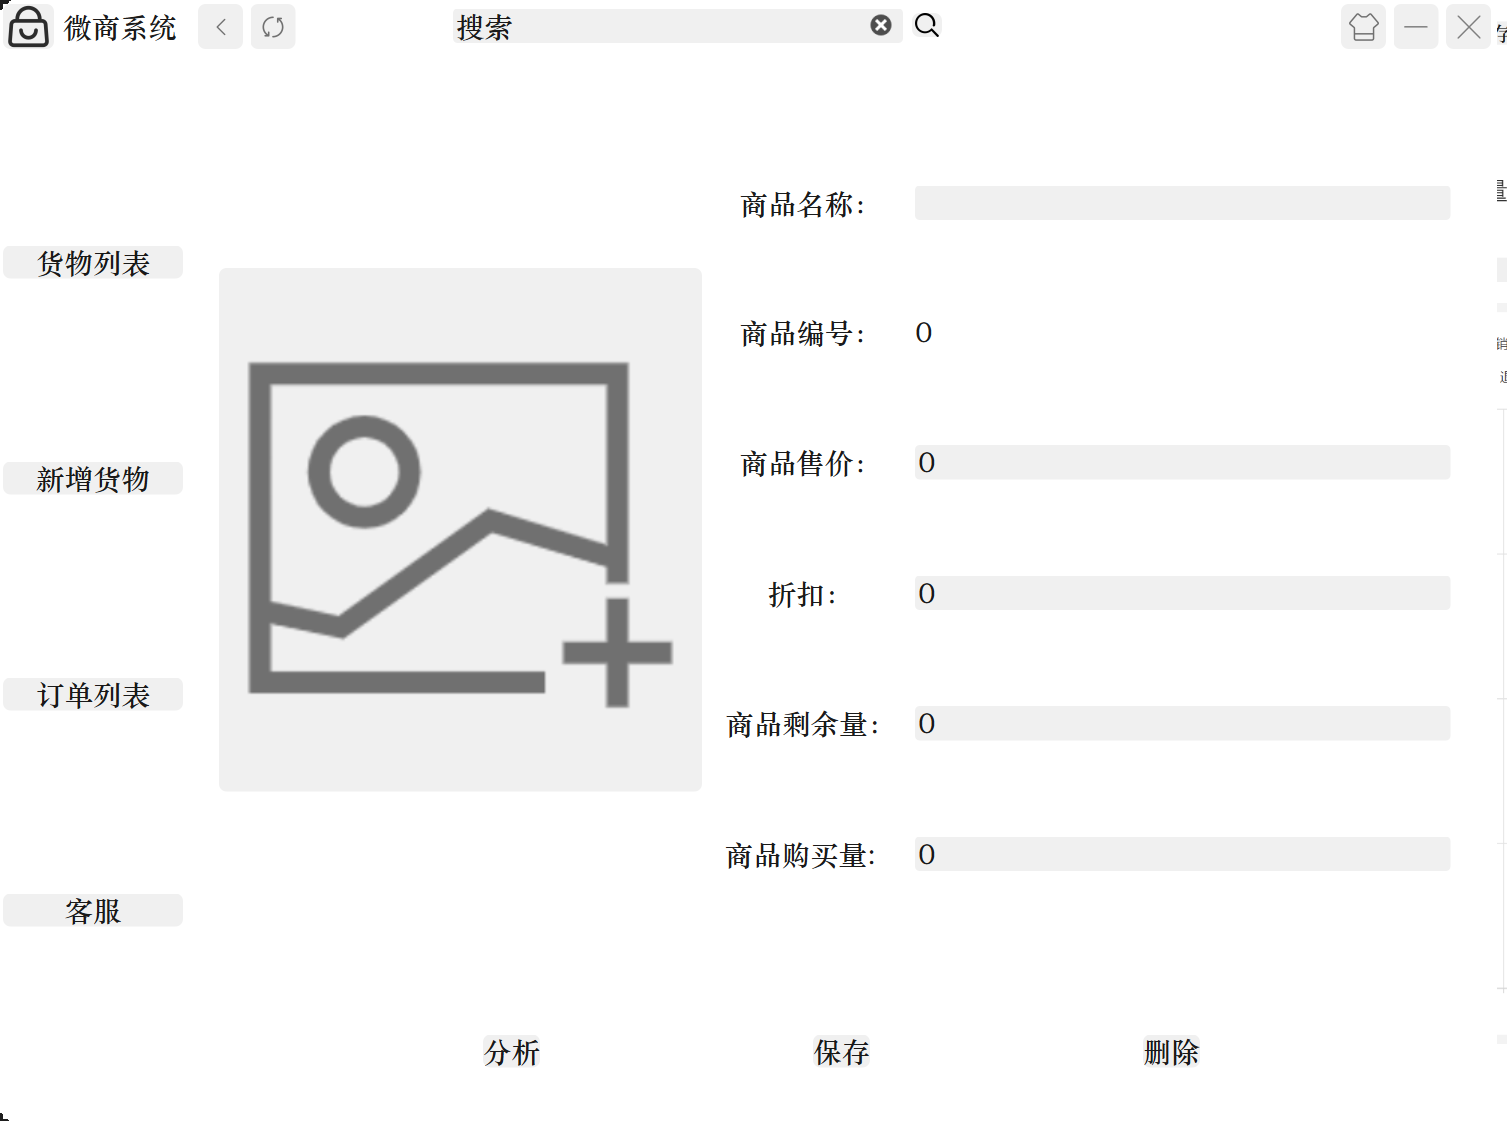 微商系统
搜索
商品名称：
货物列表
商品编号： 0
商品售价： 0
新增货物
折扣： 0
订单列表
商品剩余量： 0
商品购买量: 0
客服
分析 保存 删除